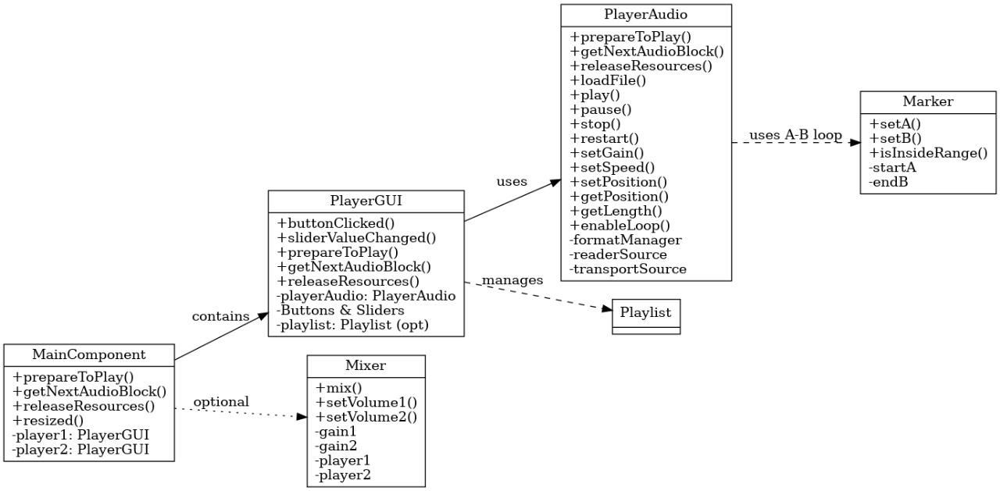 PlayerAudio
+prepareToPlay()
+getNextAudioBlock()
+releaseResources()
+loadFile()
+play()
+pause()
+stop()
+restart()
+setGain()
+setSpeed()
+setPosition()
+getPosition()
+getLength()
+enableLoop()
-formatManager
-readerSource
-transportSource
uses A-B loop
Marker
+setA()
+setB()
+isInsideRange()
-startA
-endB
uses
PlayerGUI
+buttonClicked()
+sliderValueChanged()
+prepareToPlay()
+getNextAudioBlock()
+releaseResources()
-playerAudio: PlayerAudio
-Buttons & Sliders
-playlist: Playlist (opt)
manages
Playlist
contains
MainComponent
+prepareToPlay()
+getNextAudioBlock()
+releaseResources()
+resized()
-player1: PlayerGUI
-player2: PlayerGUI
optional
Mixer
+mix()
+setVolume1()
+setVolume2()
-gain1
-gain2
-player1
-player2